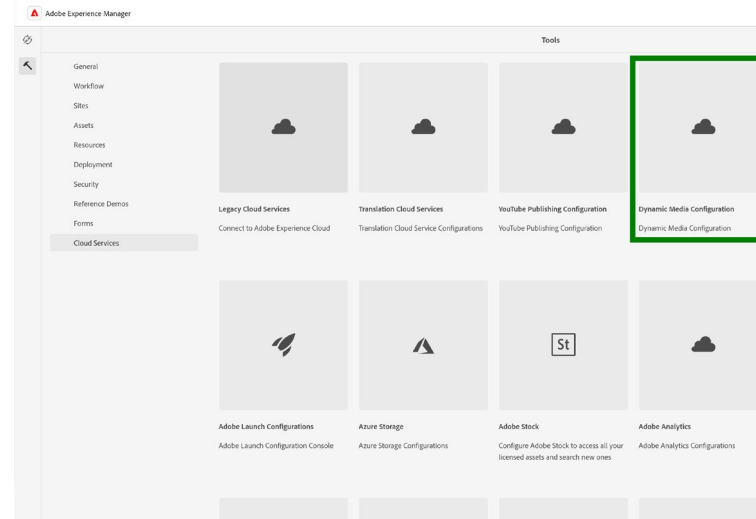 Adobe Experience Manager
Tools
General
Workflow
Sites
Assets
Resources
Deployment
Security
Reference Demos
Forms
Cloud Services
Legacy Cloud Services
Connect to Adobe Experience Cloud
Translation Cloud Services
Translation Cloud Service Configurations
YouTube Publishing Configuration
YouTube Publishing Configuration
Dynamic Media Configuration
Dynamic Media Configuration
Adobe Launch Configurations
Adobe Launch Configuration Console
Azure Storage
Azure Storage Configurations
St
Adobe Stock
Configure Adobe Stock to access all your
licensed assets and search new ones
Adobe Analytics
Adobe Analytics Configurations